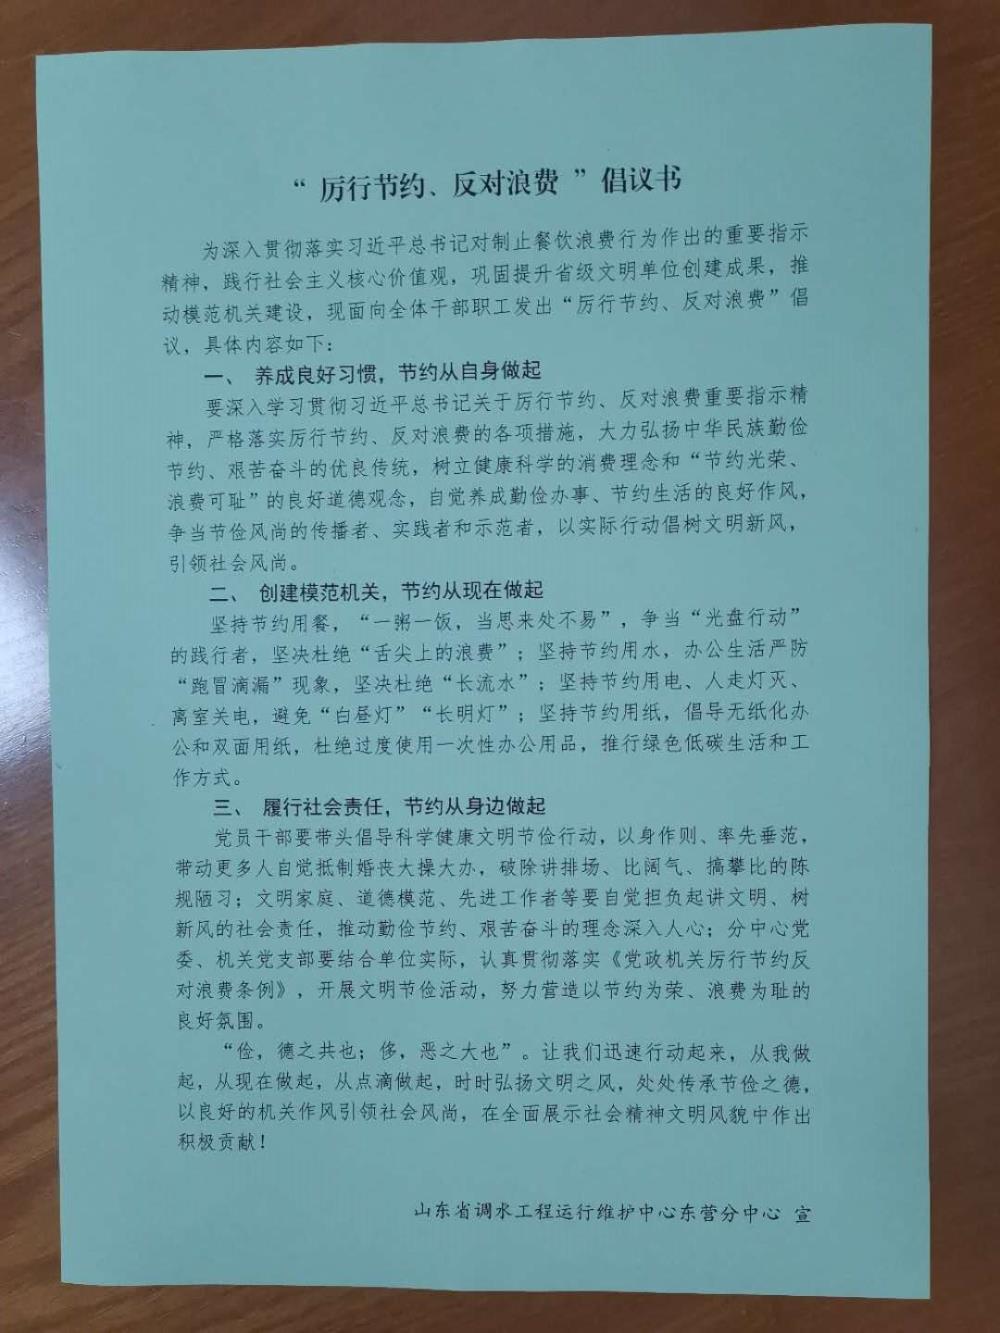 “ 厉行节约、反对浪费 ” 倡议书
为深入贯彻落实习近平总书记对制止餐饮浪费行为作出的重要指示
精神，践行社会主义核心价值观，巩固提升省级文明单位创建成果，推
动模范机关建设，现面向全体干部职工发出“厉行节约、反对浪费”倡
议，具体内容如下：
一、 养成良好习惯，节约从自身做起
要深入学习贯彻习近平总书记关于厉行节约、反对浪费重要指示精
神，严格落实厉行节约、反对浪费的各项措施，大力弘扬中华民族勤俭
节约、艰苦奋斗的优良传统，树立健康科学的消费理念和“节约光荣、
浪费可耻”的良好道德观念，自觉养成勤俭办事、节约生活的良好作风，
争当节俭风尚的传播者、实践者和示范者，以实际行动倡树文明新风，
引领社会风尚。
二、 创建模范机关，节约从现在做起
坚持节约用餐，“一粥一饭，当思来处不易”，争当“光盘行动”
的践行者，坚决杜绝“舌尖上的浪费”；坚持节约用水，办公生活严防
“跑冒滴漏”现象，坚决杜绝“长流水”；坚持节约用电、人走灯灭、
离室关电，避免“白昼灯”“长明灯”；坚持节约用纸，倡导无纸化办
公和双面用纸，杜绝过度使用一次性办公用品，推行绿色低碳生活和工
作方式。
三、 履行社会责任，节约从身边做起
党员干部要带头倡导科学健康文明节俭行动，以身作则、率先垂范，
带动更多人自觉抵制婚丧大操大办，破除讲排场、比阔气、搞攀比的陈
规陋习；文明家庭、道德模范、先进工作者等要自觉担负起讲文明、树
新风的社会责任，推动勤俭节约、艰苦奋斗的理念深入人心；分中心党
委、机关党支部要结合单位实际，认真贯彻落实《党政机关厉行节约反
对浪费条例》，开展文明节俭活动，努力营造以节约为荣、浪费为耻的
良好氛围。
“俭，德之共也；侈，恶之大也”。让我们迅速行动起来，从我做
起，从现在做起，从点滴做起，时时弘扬文明之风，处处传承节俭之德，
以良好的机关作风引领社会风尚，在全面展示社会精神文明风貌中作出
积极贡献！
山东省调水工程运行维护中心东营分中心 宣